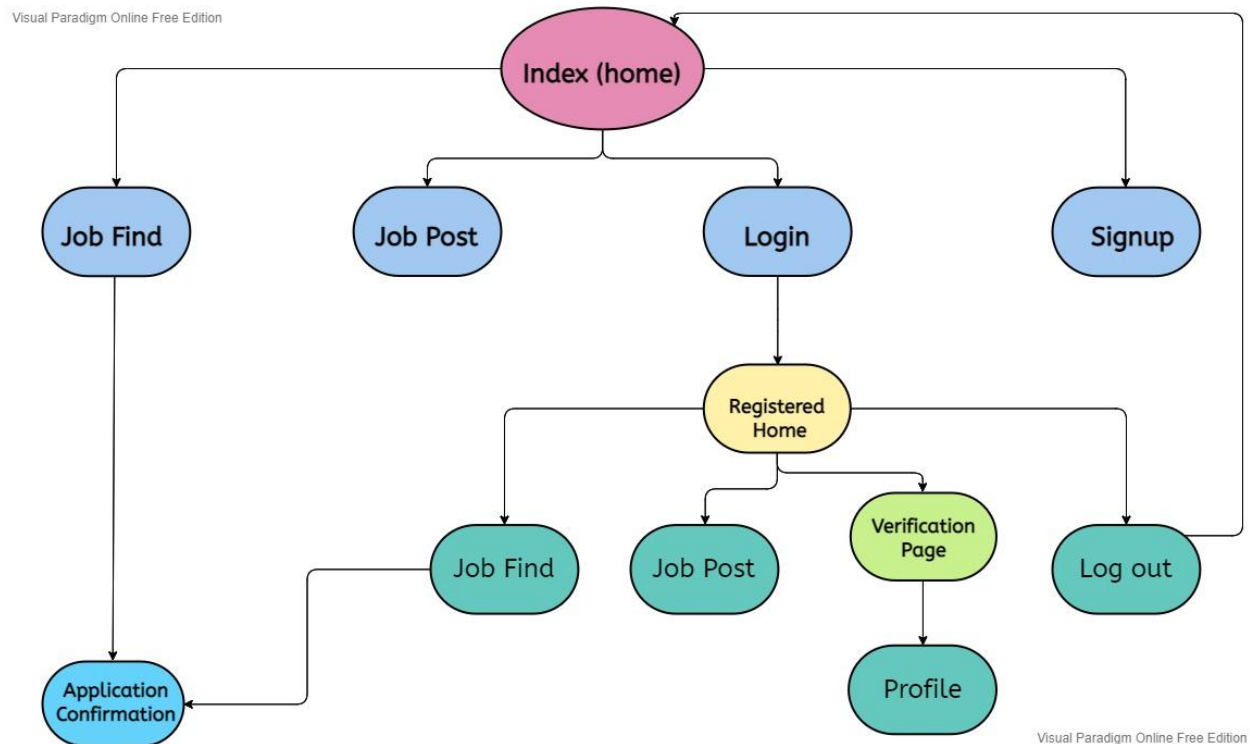 Visual Paradigm Online Free Edition
Index (home)
Job Find
Job Post
Login
Signup
Registered
Home
Job Find
Job Post
Verification
Page
Log out
Application
Confirmation
Profile
Visual Paradigm Online Free Edition